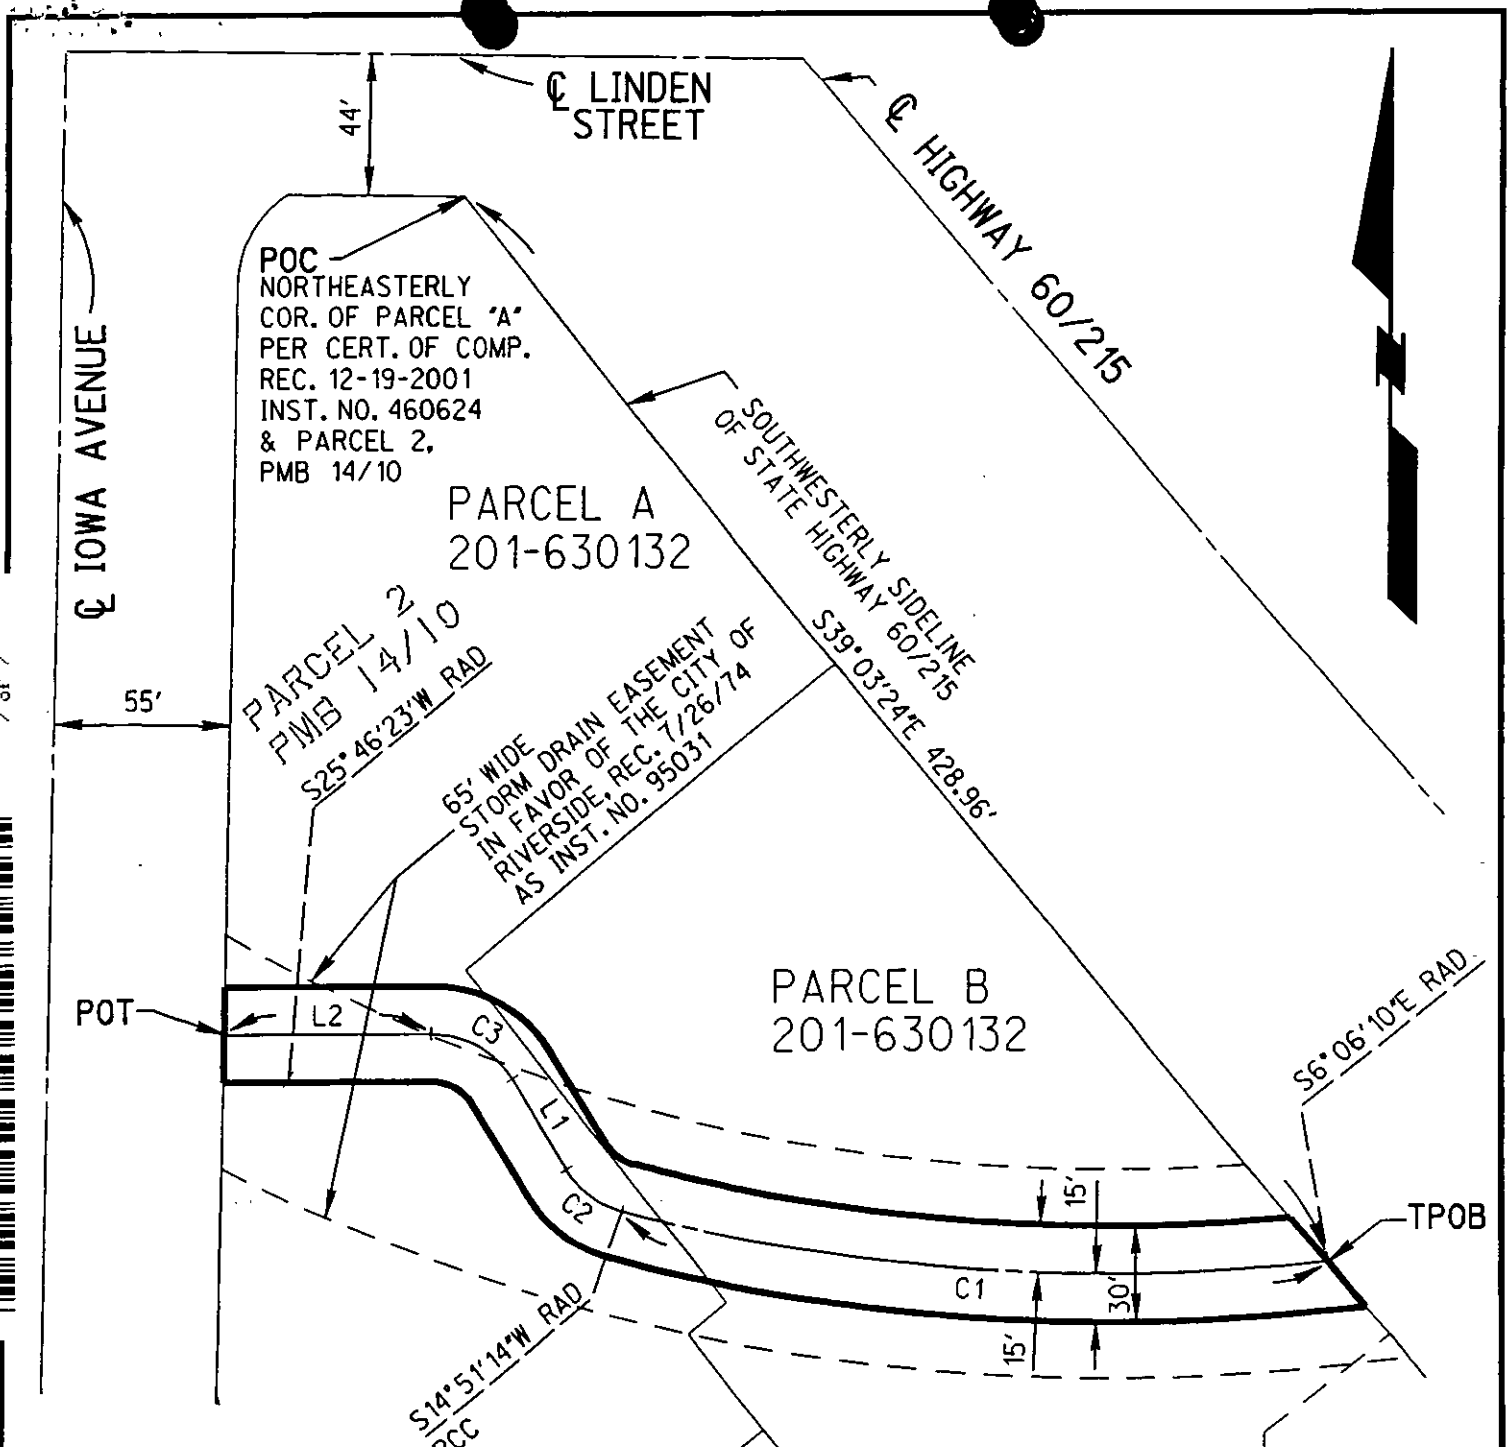 ℄ LINDEN
STREET
44'
℄ HIGHWAY 60/215
POC
NORTHEASTERLY
COR. OF PARCEL "A"
PER CERT. OF COMP.
REC. 12-19-2001
INST. NO. 460624
& PARCEL 2,
PMB 14/10
℄ IOWA AVENUE
N
SOUTHWESTERLY SIDELINE
OF STATE HIGHWAY 60/215
PARCEL A
201-630132
PARCEL 2
PMB 14/10
S25°46'23"W RAD
55'
65' WIDE
STORM DRAIN EASEMENT
IN FAVOR OF THE CITY OF
RIVERSIDE, REC. 7/26/74
AS INST. NO. 95031
S39°03'24"E 428.96'
PARCEL B
201-630132
S6°06'10"E RAD
POT
L2
C3
L1
C2
15'
TPOB
C1
30'
15'
S14°51'14"W RAD
PCC